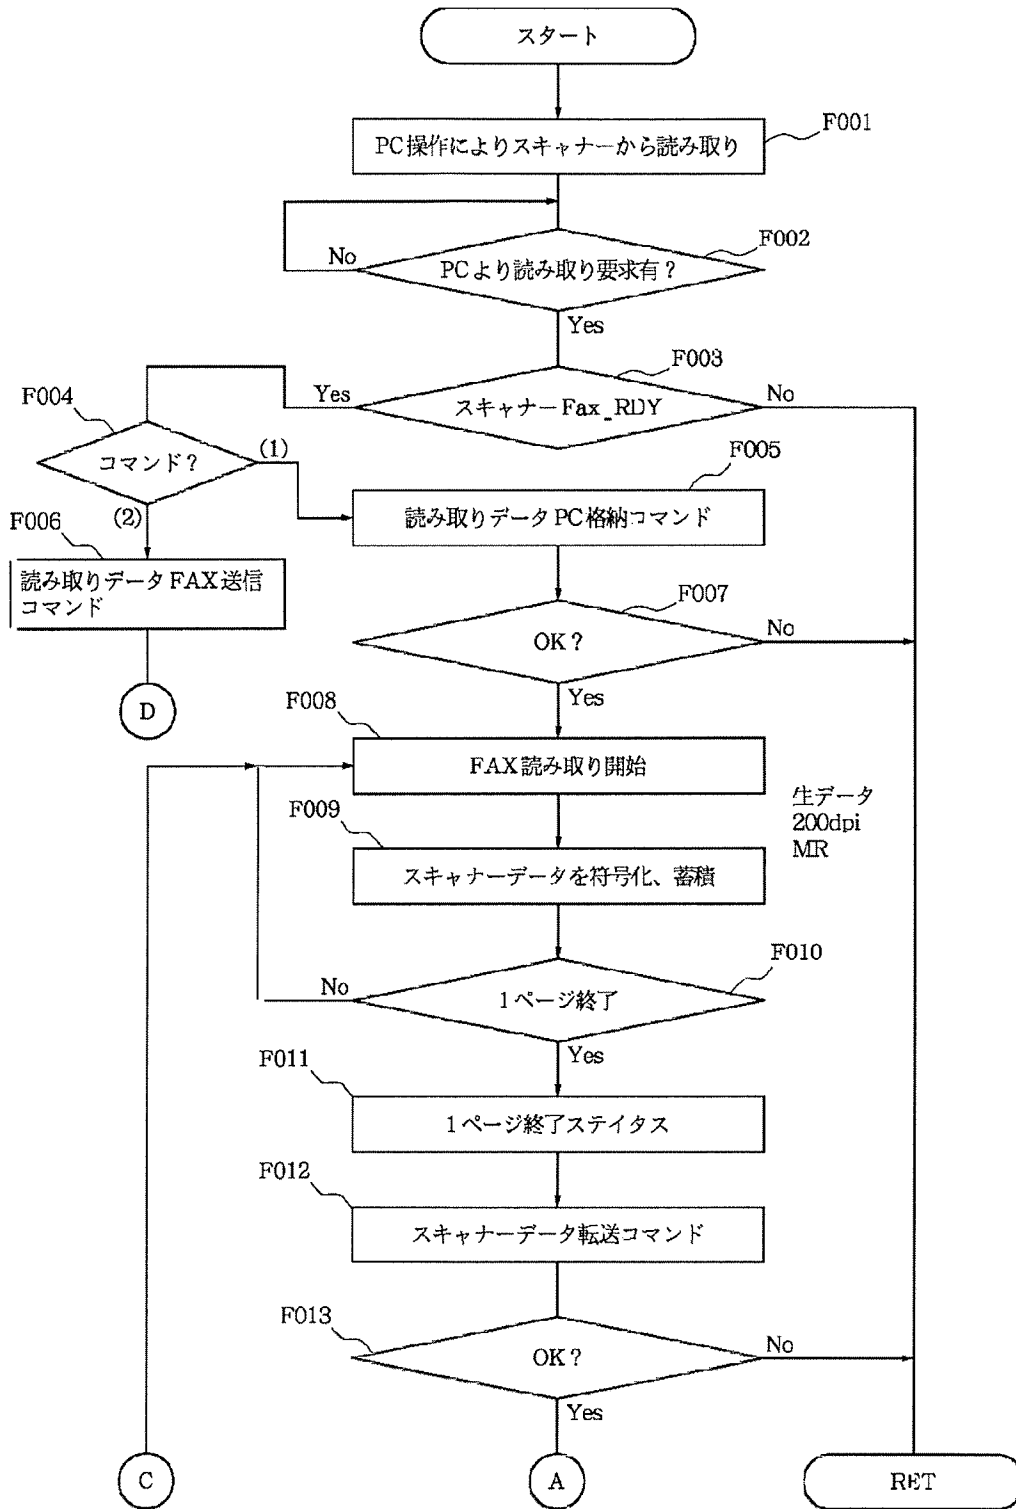 スタート
F001
PC操作によりスキャナーから読み取り
F002
No
PCより読み取り要求有？
Yes
F003
Yes
スキャナーFax_RDY
No
F004
コマンド？
(1)
F005
読み取りデータPC格納コマンド
(2)
F006
読み取りデータFAX送信
コマンド
F007
OK？
No
Yes
D
F008
FAX読み取り開始
生データ
200dpi
MR
F009
スキャナーデータを符号化、蓄積
F010
No
1ページ終了
Yes
F011
1ページ終了ステイタス
F012
スキャナーデータ転送コマンド
F013
OK？
No
Yes
C
A
RET